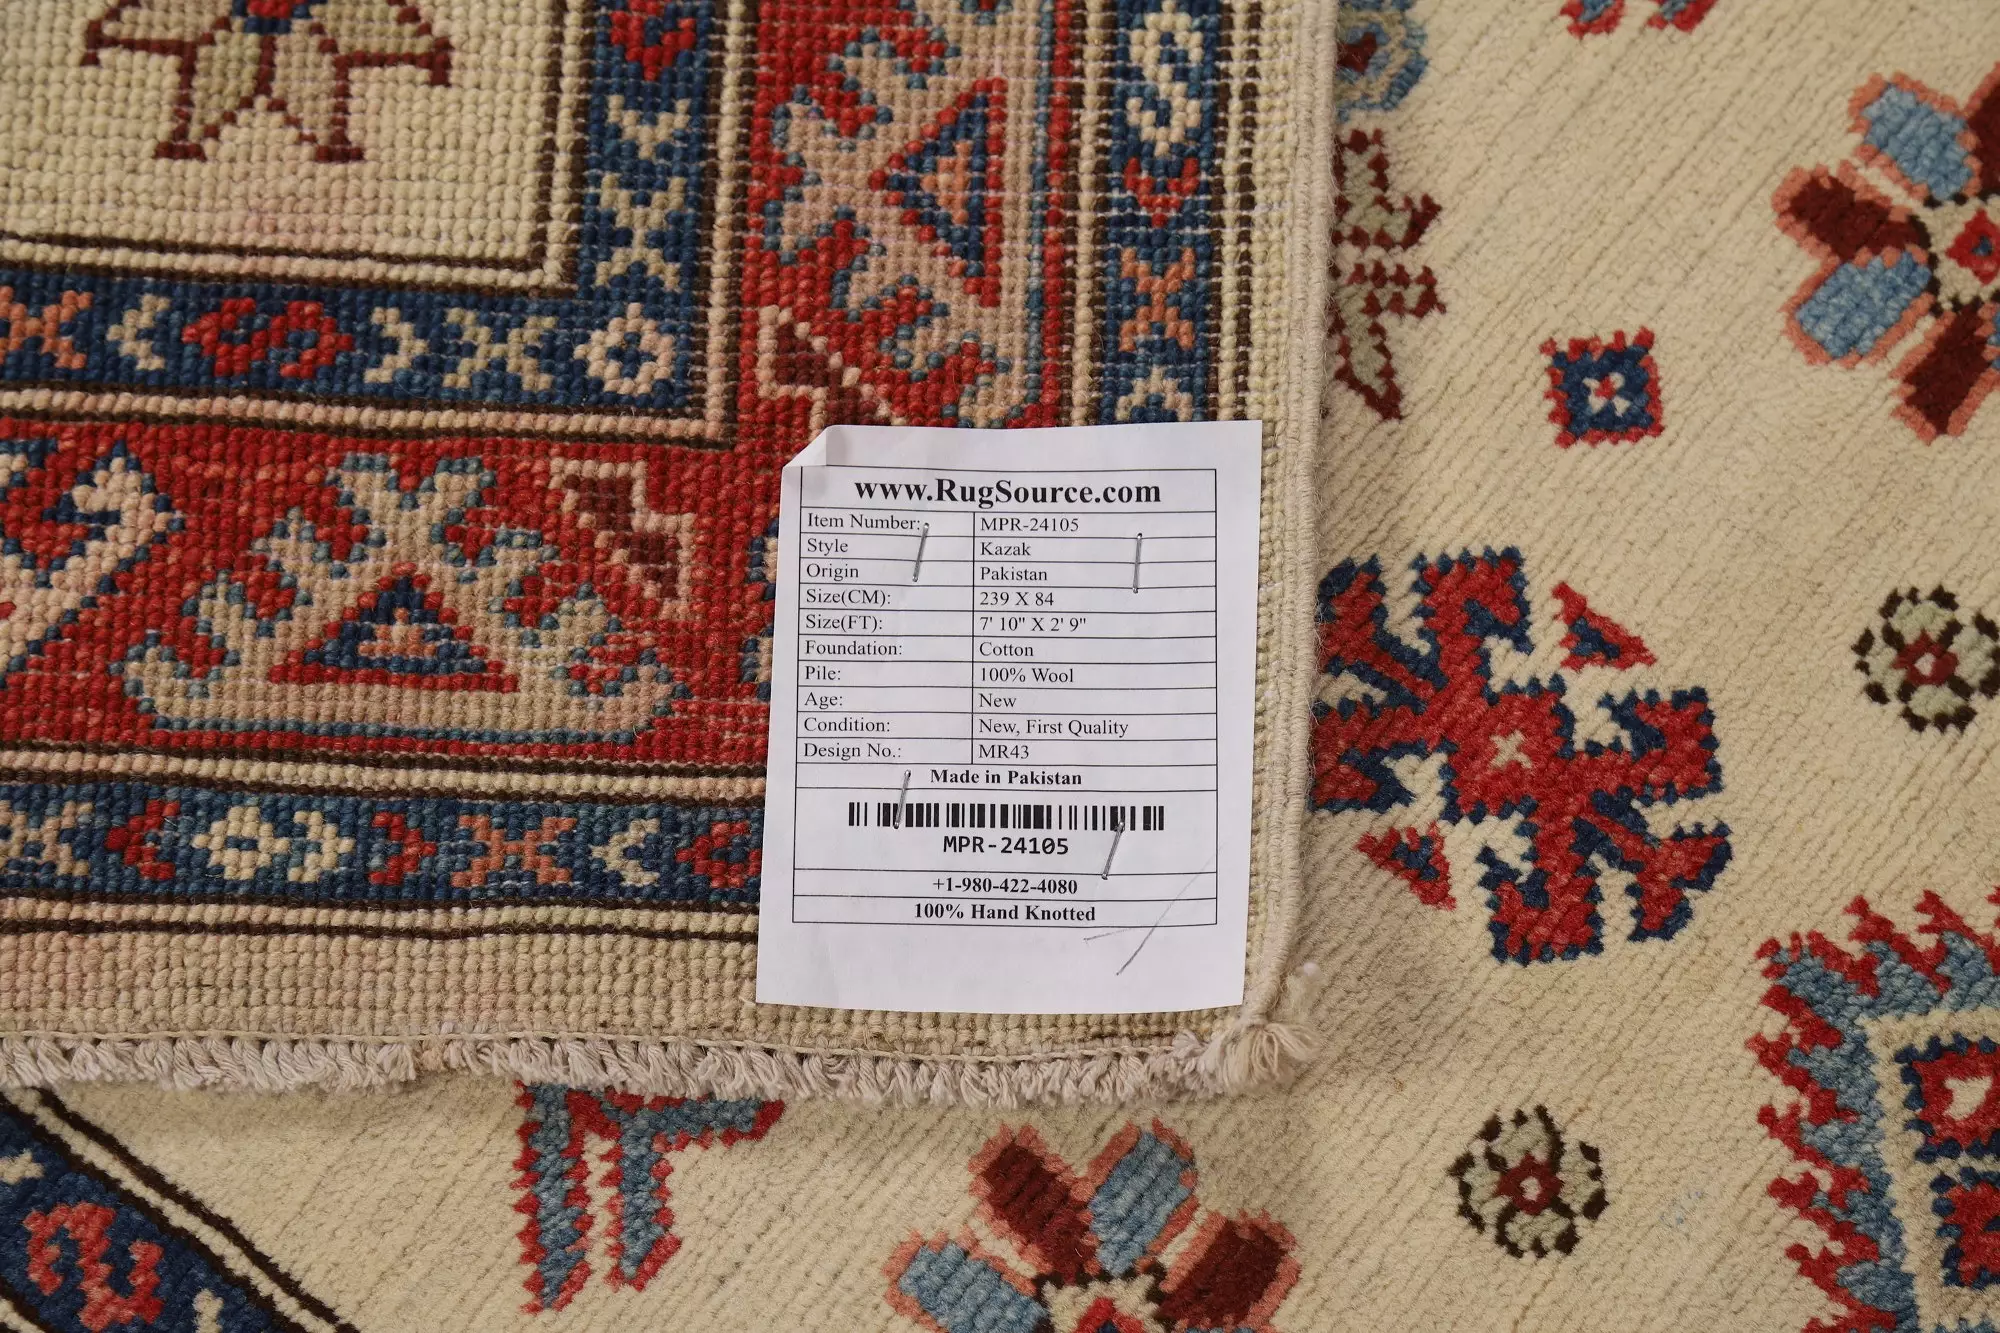 www.RugSource.com
Item Number: MPR-24105
Style Kazak
Origin Pakistan
Size(CM): 239 X 84
Size(FT): 7' 10" X 2' 9"
Foundation: Cotton
Pile: 100% Wool
Age: New
Condition: New, First Quality
Design No.: MR43
Made in Pakistan
MPR-24105
+1-980-422-4080
100% Hand Knotted